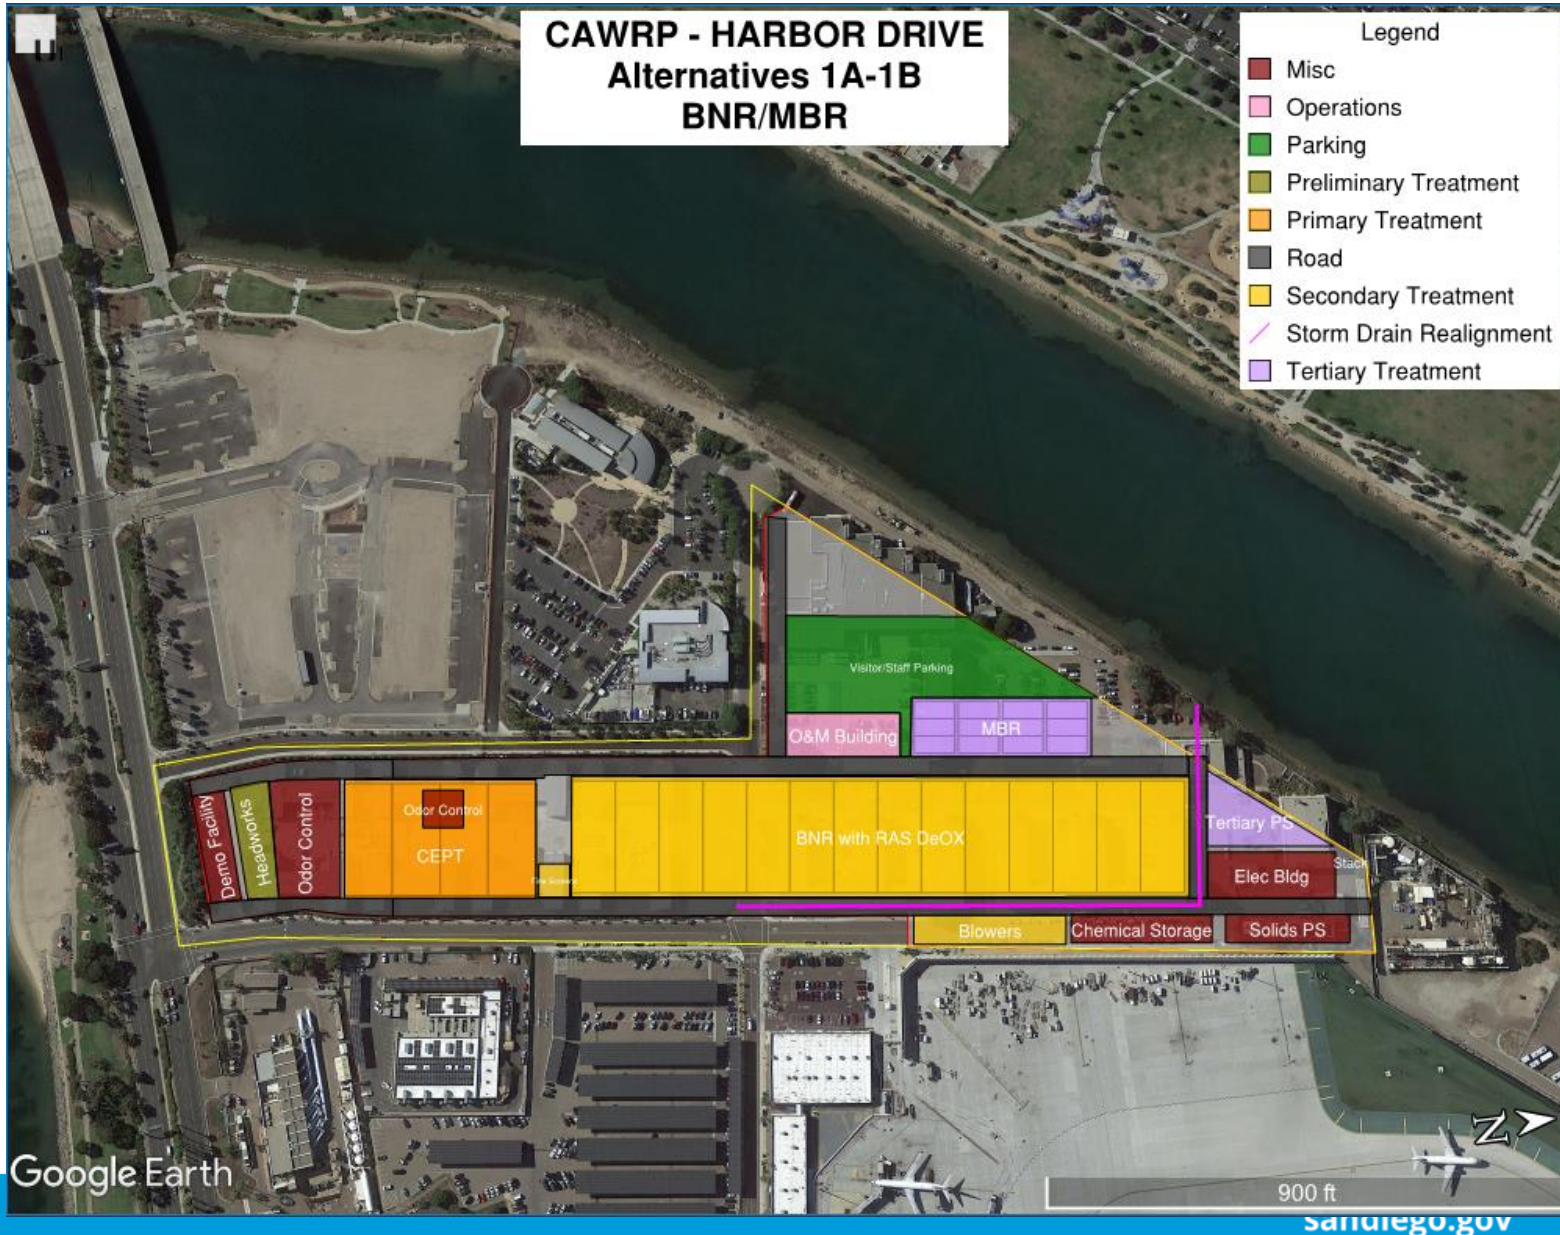 CAWRP - HARBOR DRIVE
Alternatives 1A-1B
BNR/MBR
Legend
Misc
Operations
Parking
Preliminary Treatment
Primary Treatment
Road
Secondary Treatment
Storm Drain Realignment
Tertiary Treatment
Visitor/Staff Parking
O&M Building
MBR
Demo Facility
Headworks
Odor Control
Odor Control
CEPT
BNR with RAS DeOX
Tertiary PS
Stack
Elec Bldg
Blowers
Chemical Storage
Solids PS
N
Google Earth
900 ft
sandiego.gov